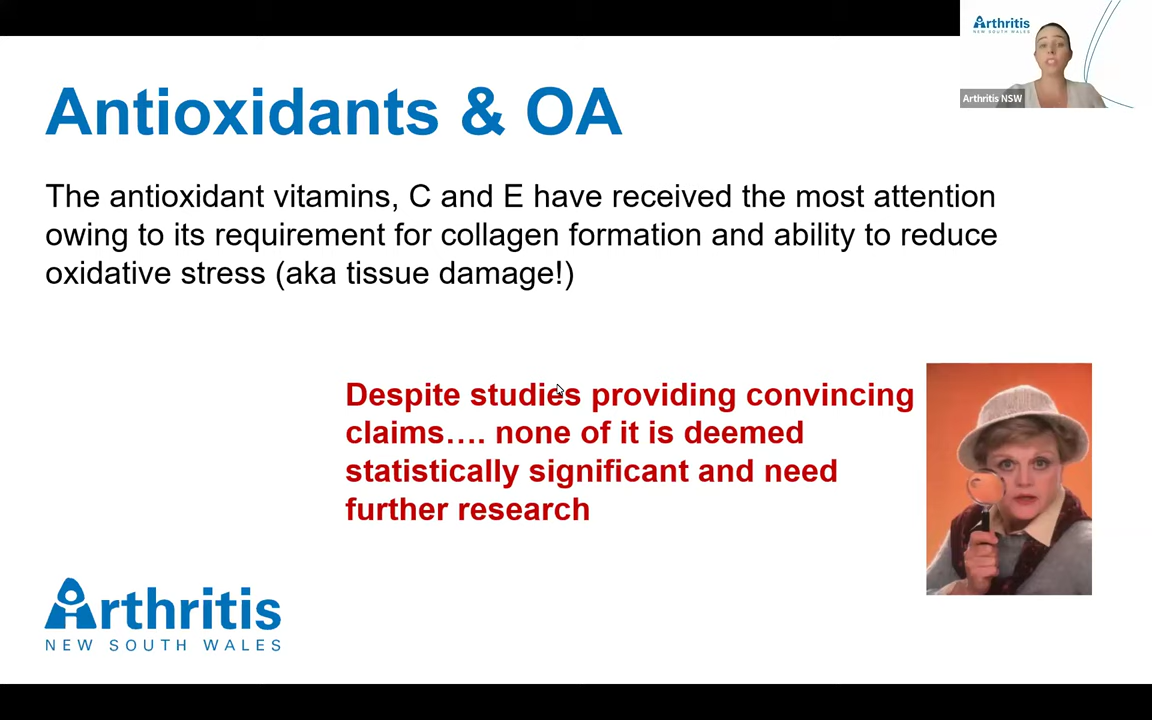 Arthritis
NEW SOUTH WALES
Arthritis NSW
Antioxidants & OA
The antioxidant vitamins, C and E have received the most attention
owing to its requirement for collagen formation and ability to reduce
oxidative stress (aka tissue damage!)
Despite studies providing convincing
claims…. none of it is deemed
statistically significant and need
further research
Arthritis
NEW SOUTH WALES